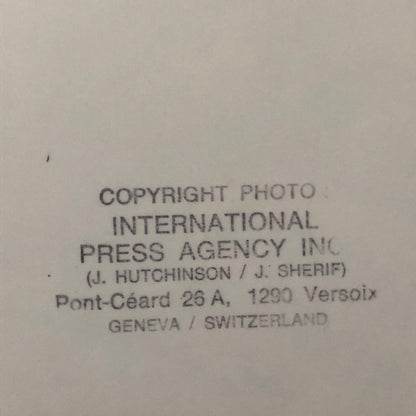 COPYRIGHT PHOTO :
INTERNATIONAL
PRESS AGENCY INC
(J. HUTCHINSON / J. SHERIF)
Pont-Céard 26 A, 1290 Versoix
GENEVA / SWITZERLAND